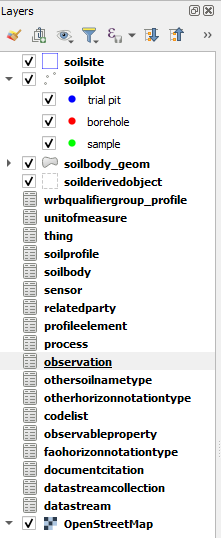 Layers
soilsite
soilplot
trial pit
borehole
sample
soilbody_geom
soilderivedobject
wrbqualifiergroup_profile
unitofmeasure
thing
soilprofile
soilbody
sensor
relatedparty
profileelement
process
observation
othersoilnametype
otherhorizonnotationtype
codelist
observableproperty
faohorizonnotationtype
documentcitation
datastreamcollection
datastream
OpenStreetMap